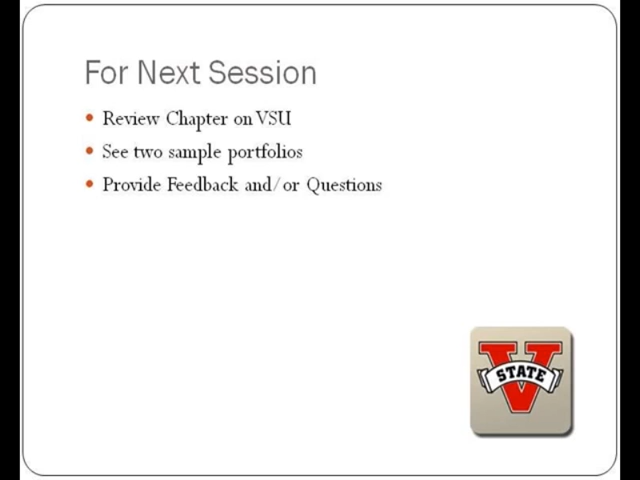 For Next Session
Review Chapter on VSU
See two sample portfolios
Provide Feedback and/or Questions
V
STATE